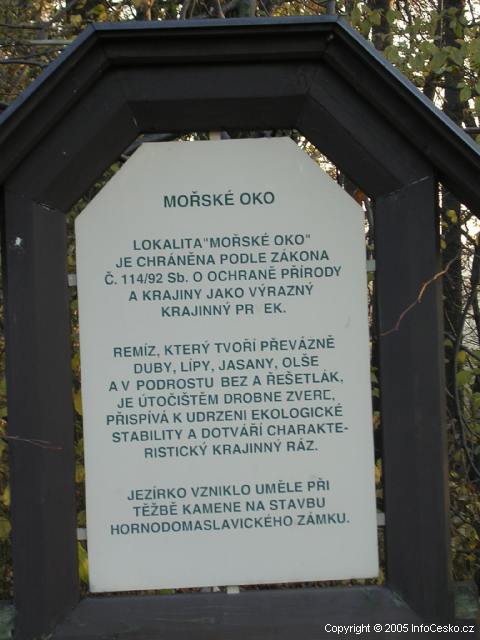 MOŘSKÉ OKO
LOKALITA "MOŘSKÉ OKO"
JE CHRÁNĚNA PODLE ZÁKONA
Č. 114/92 Sb. O OCHRANĚ PŘÍRODY
A KRAJINY JAKO VÝRAZNÝ
KRAJINNÝ PR EK.
REMÍZ, KTERÝ TVOŘÍ PŘEVÁZNĚ
DUBY, LÍPY, JASANY, OLŠE
A V PODROSTU BEZ A ŘEŠETLÁK,
JE ÚTOČIŠTĚM DROBNE ZVEŘE,
PŘISPÍVÁ K UDRZENI EKOLOGICKÉ
STABILITY A DOTVÁŘÍ CHARAKTE-
RISTICKÝ KRAJINNÝ RÁZ.
JEZÍRKO VZNIKLO UMĚLE PŘI
TĚŽBĚ KAMENE NA STAVBU
HORNODOMASLAVICKÉHO ZÁMKU.
Copyright © 2005 InfoCesko.cz